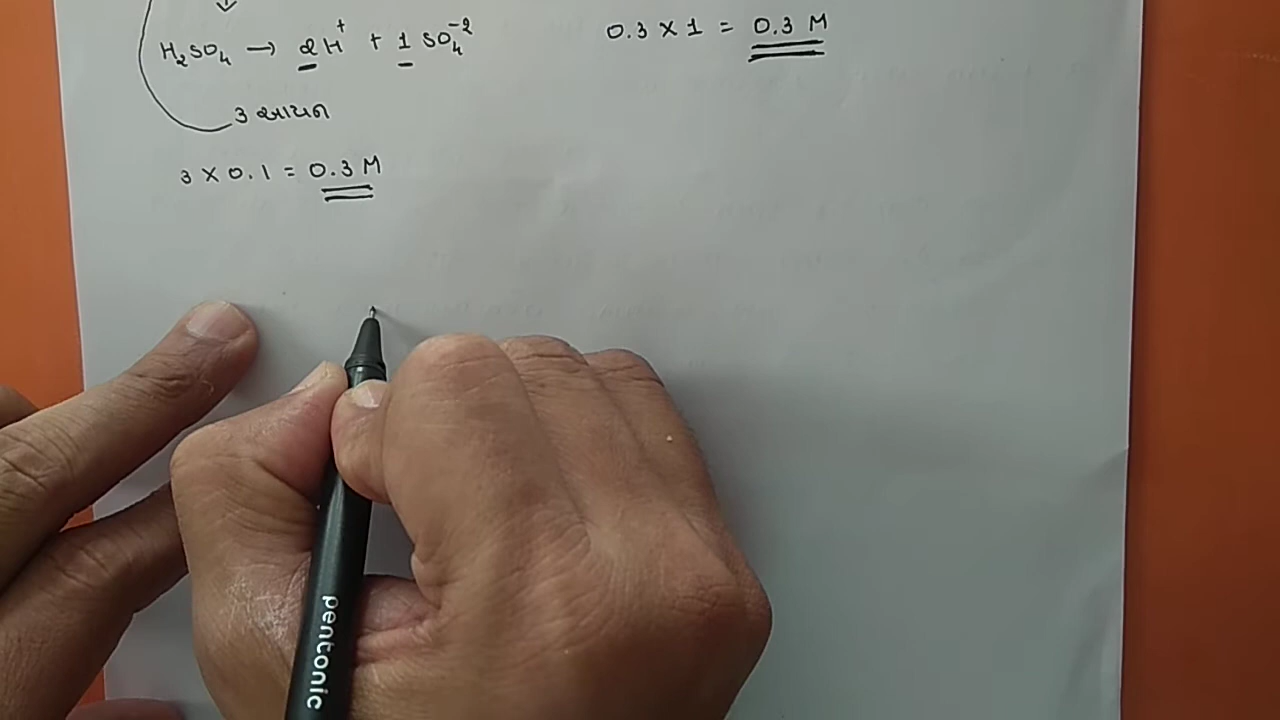 H₂SO₄ → 2H⁺ + 1 SO₄⁻²
3 આયન
3 X 0.1 = 0.3 M
0.3 X 1 = 0.3 M
pentonic